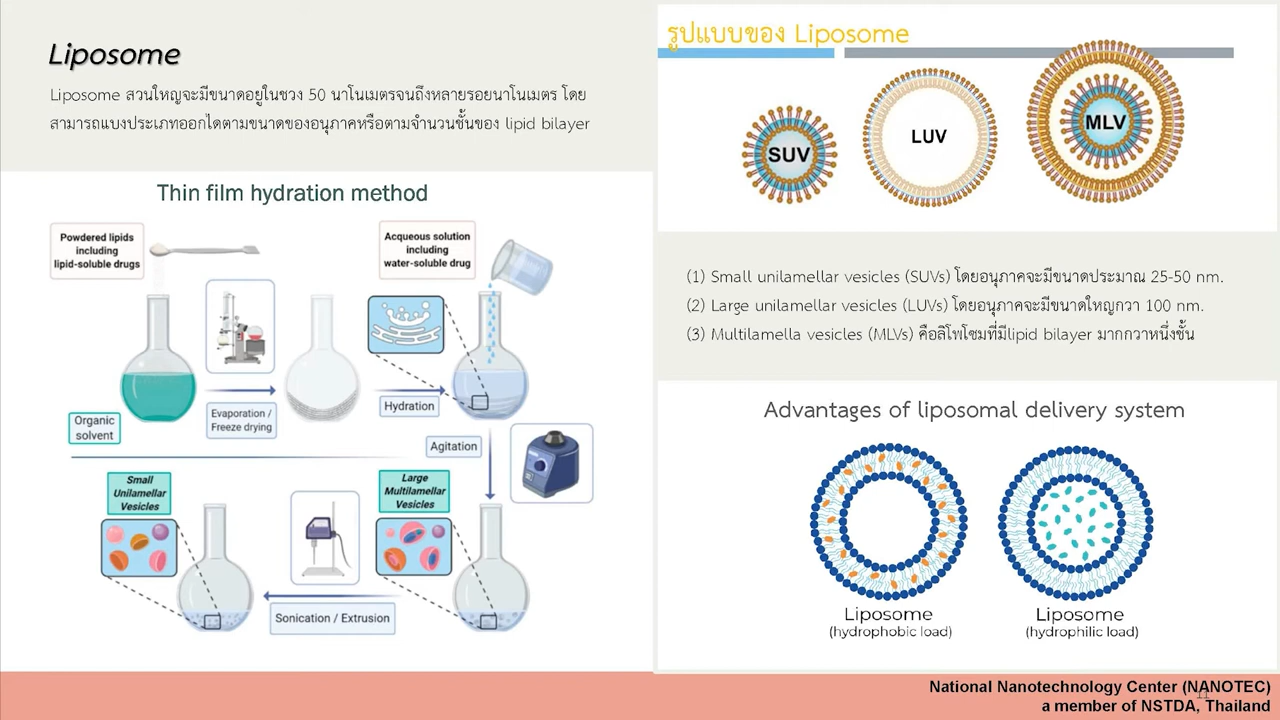 Liposome
Liposome สวนใหญจะมีขนาดอยูในชวง 50 นาโนเมตรจนถึงหลายรอยนาโนเมตร โดย
สามารถแบงประเภทออกไดตามขนาดของอนุภาคหรือตามจำนวนชั้นของ lipid bilayer
Thin film hydration method
Powdered lipids
including
lipid-soluble drugs
Acqueous solution
including
water-soluble drug
Organic
solvent
Evaporation /
Freeze drying
Hydration
Agitation
Small
Unilamellar
Vesicles
Large
Multilamellar
Vesicles
Sonication / Extrusion
รูปแบบของ Liposome
SUV
LUV
MLV
(1) Small unilamellar vesicles (SUVs) โดยอนุภาคจะมีขนาดประมาณ 25-50 nm.
(2) Large unilamellar vesicles (LUVs) โดยอนุภาคจะมีขนาดใหญกวา 100 nm.
(3) Multilamella vesicles (MLVs) คือลิโพโซมที่มีlipid bilayer มากกวาหนึ่งชั้น
Advantages of liposomal delivery system
Liposome
(hydrophobic load)
Liposome
(hydrophilic load)
National Nanotechnology Center (NANOTEC)
a member of NSTDA, Thailand